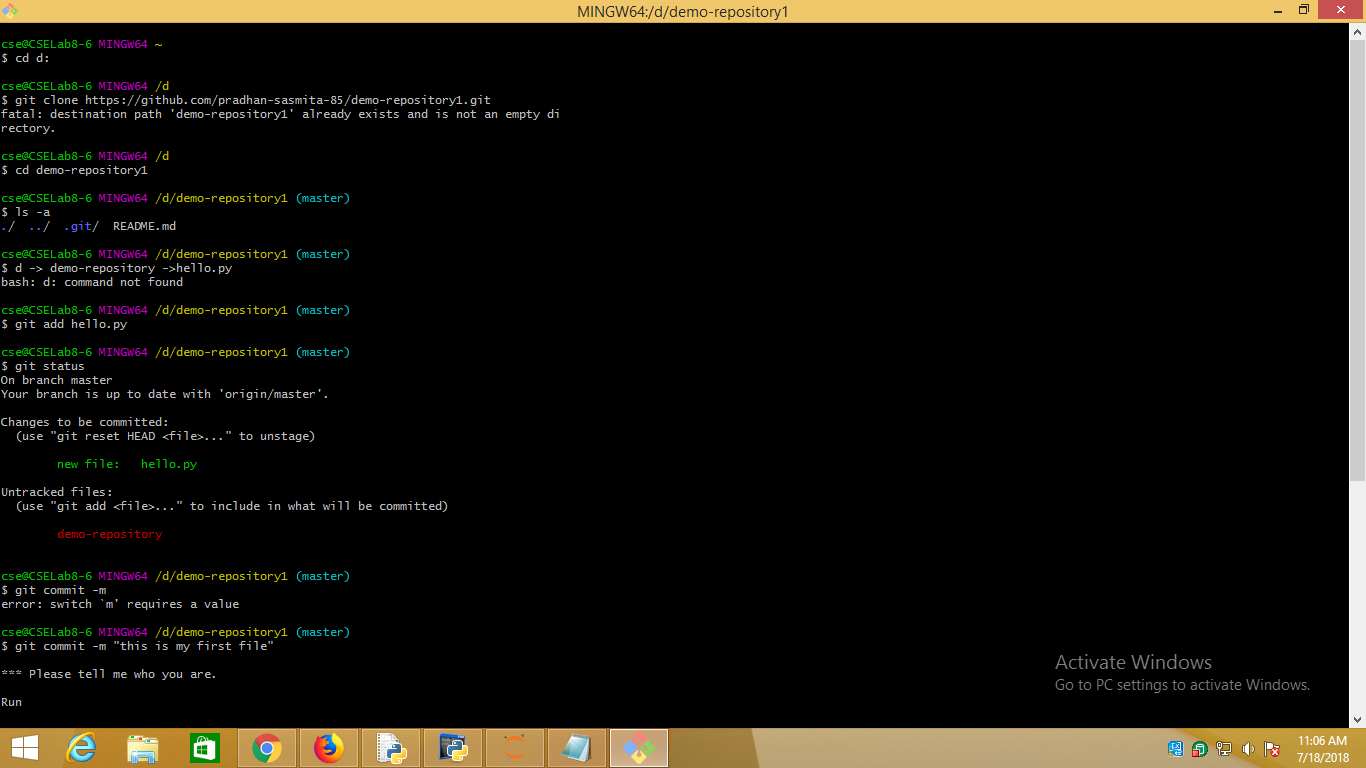 MINGW64:/d/demo-repository1
cse@CSELab8-6 MINGW64 ~
$ cd d:
cse@CSELab8-6 MINGW64 /d
$ git clone https://github.com/pradhan-sasmita-85/demo-repository1.git
fatal: destination path 'demo-repository1' already exists and is not an empty di
rectory.
cse@CSELab8-6 MINGW64 /d
$ cd demo-repository1
cse@CSELab8-6 MINGW64 /d/demo-repository1 (master)
$ ls -a
./  ../  .git/  README.md
cse@CSELab8-6 MINGW64 /d/demo-repository1 (master)
$ d -> demo-repository ->hello.py
bash: d: command not found
cse@CSELab8-6 MINGW64 /d/demo-repository1 (master)
$ git add hello.py
cse@CSELab8-6 MINGW64 /d/demo-repository1 (master)
$ git status
On branch master
Your branch is up to date with 'origin/master'.
Changes to be committed:
  (use "git reset HEAD <file>..." to unstage)
        new file:   hello.py
Untracked files:
  (use "git add <file>..." to include in what will be committed)
        demo-repository
cse@CSELab8-6 MINGW64 /d/demo-repository1 (master)
$ git commit -m
error: switch `m' requires a value
cse@CSELab8-6 MINGW64 /d/demo-repository1 (master)
$ git commit -m "this is my first file"
*** Please tell me who you are.
Run
Activate Windows
Go to PC settings to activate Windows.
11:06 AM
7/18/2018